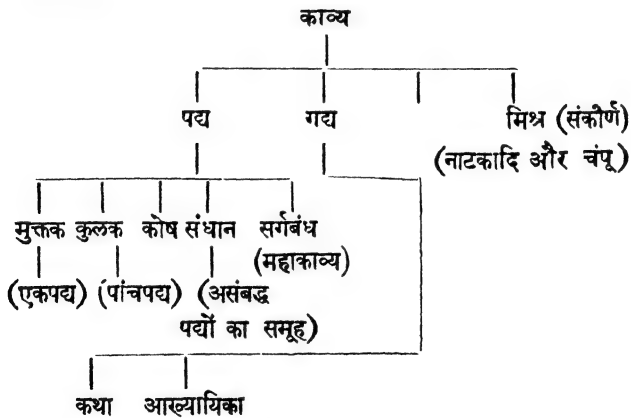 काव्य
पद्य गद्य मिश्र (संकीर्ण)
(नाटकादि और चंपू)
मुक्तक कुलक कोष संधान सर्गबंध
(महाकाव्य)
(एकपद्य) (पांचपद्य) (असंबद्ध
पद्यों का समूह)
कथा आख्यायिका